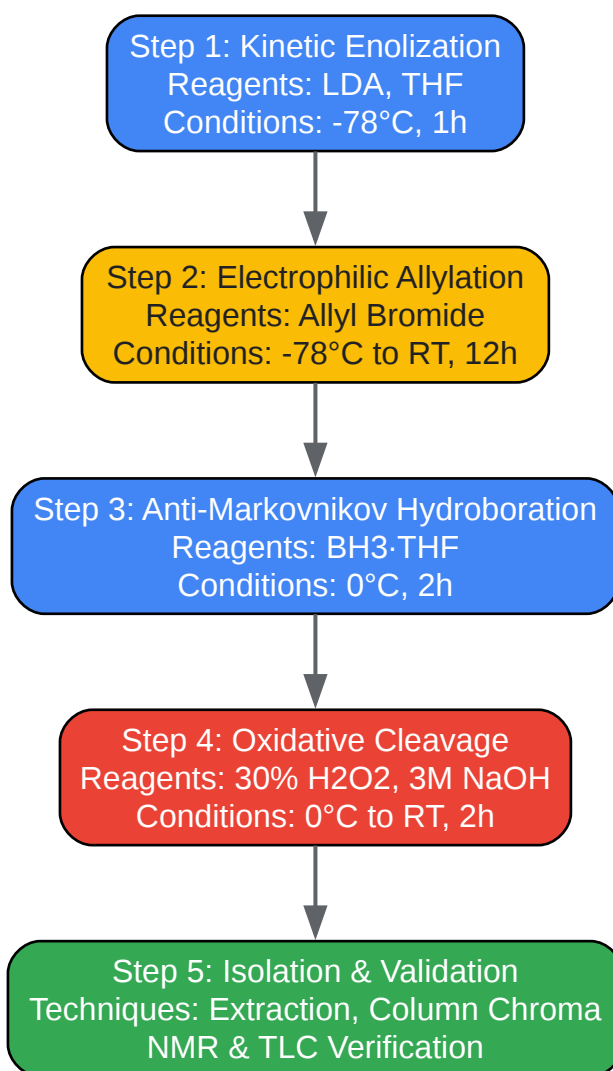 Step 1: Kinetic Enolization
Reagents: LDA, THF
Conditions: -78°C, 1h
Step 2: Electrophilic Allylation
Reagents: Allyl Bromide
Conditions: -78°C to RT, 12h
Step 3: Anti-Markovnikov Hydroboration
Reagents: BH3·THF
Conditions: 0°C, 2h
Step 4: Oxidative Cleavage
Reagents: 30% H2O2, 3M NaOH
Conditions: 0°C to RT, 2h
Step 5: Isolation & Validation
Techniques: Extraction, Column Chroma
NMR & TLC Verification